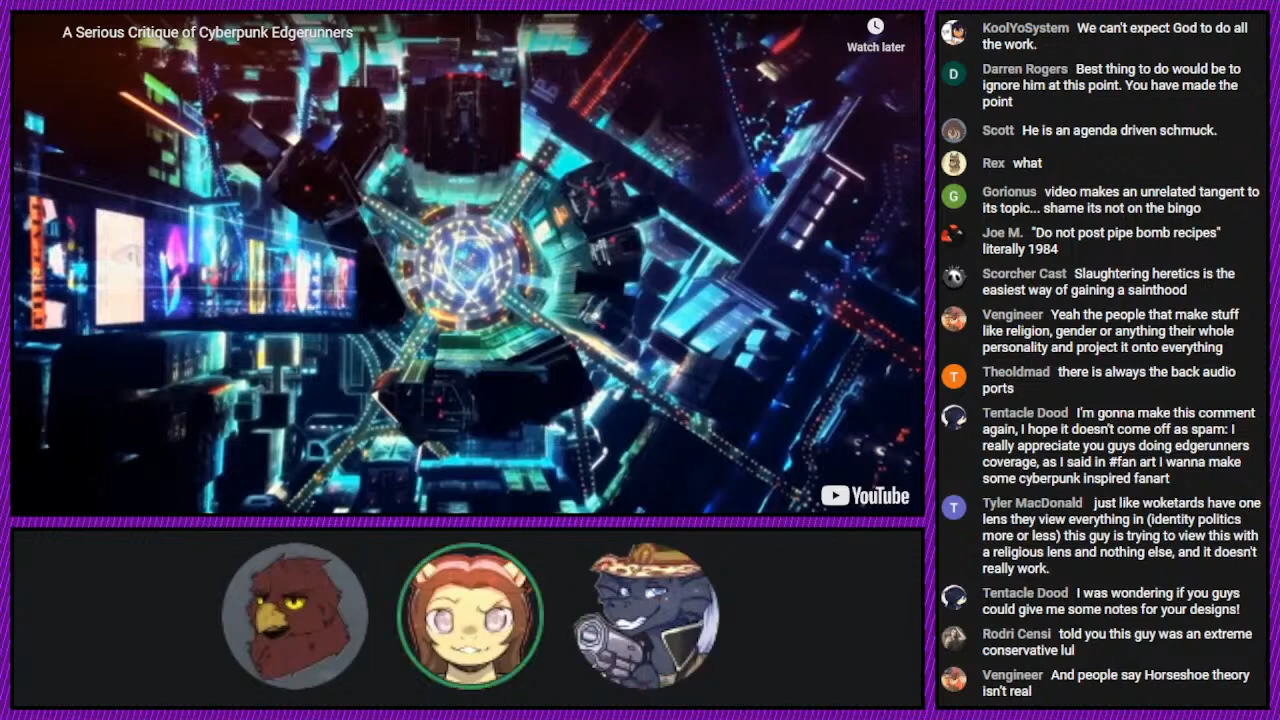 A Serious Critique of Cyberpunk Edgerunners
Watch later
YouTube
KoolYoSystem We can't expect God to do all
the work.
D
Darren Rogers Best thing to do would be to
ignore him at this point. You have made the
point
Scott He is an agenda driven schmuck.
Rex what
G
Gorionus video makes an unrelated tangent to
its topic... shame its not on the bingo
Joe M. "Do not post pipe bomb recipes"
literally 1984
Scorcher Cast Slaughtering heretics is the
easiest way of gaining a sainthood
Vengineer Yeah the people that make stuff
like religion, gender or anything their whole
personality and project it onto everything
T
Theoldmad there is always the back audio
ports
Tentacle Dood I'm gonna make this comment
again, I hope it doesn't come off as spam: I
really appreciate you guys doing edgerunners
coverage, as I said in #fan art I wanna make
some cyberpunk inspired fanart
T
Tyler MacDonald just like woketards have one
lens they view everything in (identity politics
more or less) this guy is trying to view this with
a religious lens and nothing else, and it doesn't
really work.
Tentacle Dood I was wondering if you guys
could give me some notes for your designs!
Rodri Censi told you this guy was an extreme
conservative lul
Vengineer And people say Horseshoe theory
isn't real